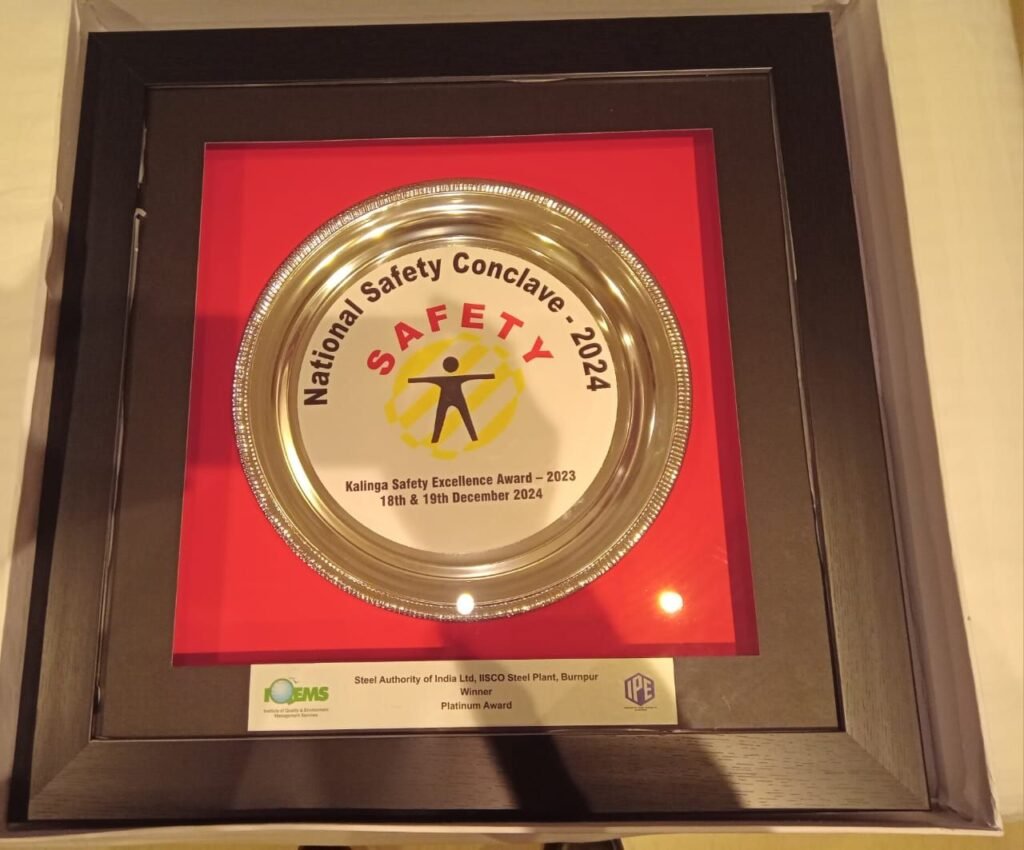 National Safety Conclave - 2024
SAFETY
Kalinga Safety Excellence Award – 2023
18th & 19th December 2024
Steel Authority of India Ltd, IISCO Steel Plant, Burnpur
Winner
Platinum Award
IQEMS
Institute of Quality & Environment
Management Services
IPE